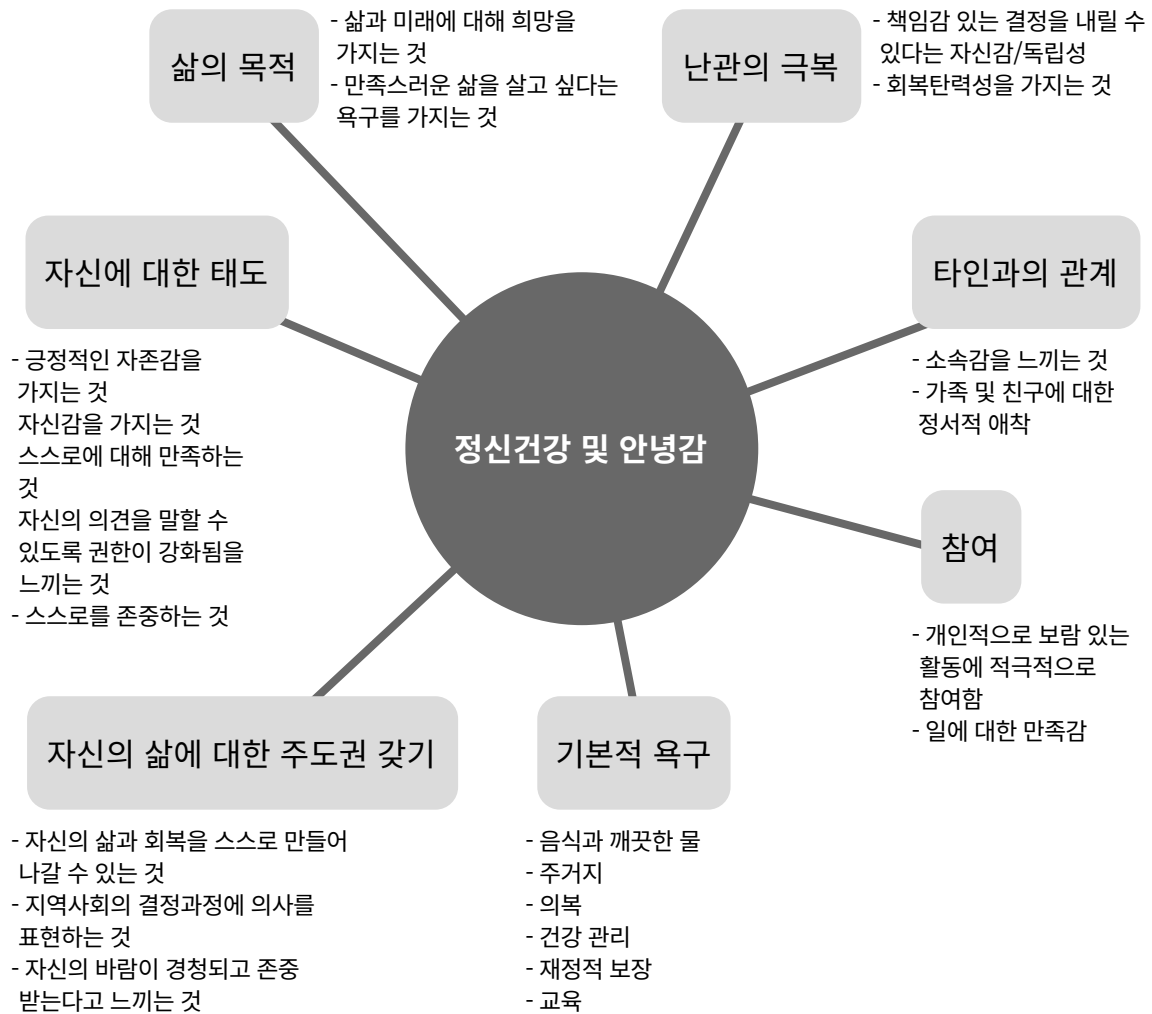 삶의 목적
- 삶과 미래에 대해 희망을
가지는 것
- 만족스러운 삶을 살고 싶다는
욕구를 가지는 것
난관의 극복
- 책임감 있는 결정을 내릴 수
있다는 자신감/독립성
- 회복탄력성을 가지는 것
자신에 대한 태도
- 긍정적인 자존감을
가지는 것
자신감을 가지는 것
스스로에 대해 만족하는
것
자신의 의견을 말할 수
있도록 권한이 강화됨을
느끼는 것
- 스스로를 존중하는 것
타인과의 관계
- 소속감을 느끼는 것
- 가족 및 친구에 대한
정서적 애착
정신건강 및 안녕감
참여
- 개인적으로 보람 있는
활동에 적극적으로
참여함
- 일에 대한 만족감
자신의 삶에 대한 주도권 갖기
- 자신의 삶과 회복을 스스로 만들어
나갈 수 있는 것
- 지역사회의 결정과정에 의사를
표현하는 것
- 자신의 바람이 경청되고 존중
받는다고 느끼는 것
기본적 욕구
- 음식과 깨끗한 물
- 주거지
- 의복
- 건강 관리
- 재정적 보장
- 교육